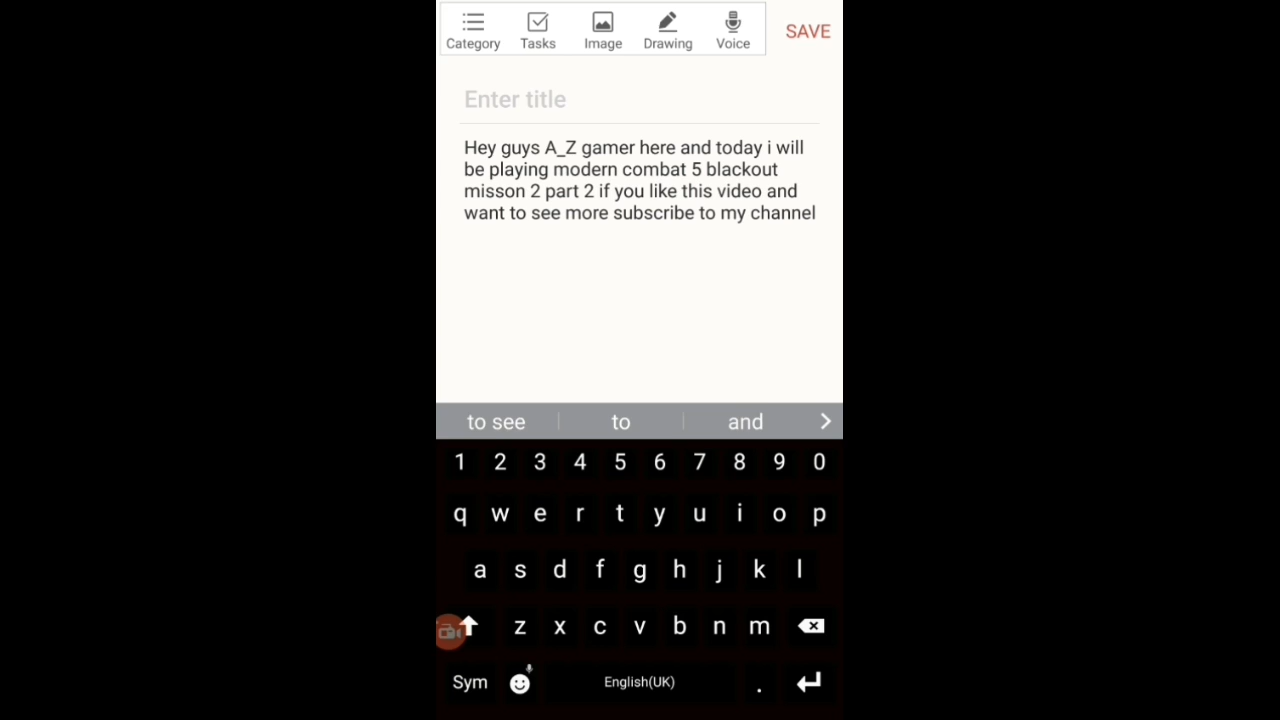 Category Tasks Image Drawing Voice SAVE
Enter title
Hey guys A_Z gamer here and today i will
be playing modern combat 5 blackout
misson 2 part 2 if you like this video and
want to see more subscribe to my channel
to see to and
1 2 3 4 5 6 7 8 9 0
q w e r t y u i o p
a s d f g h j k l
z x c v b n m
Sym English(UK) .